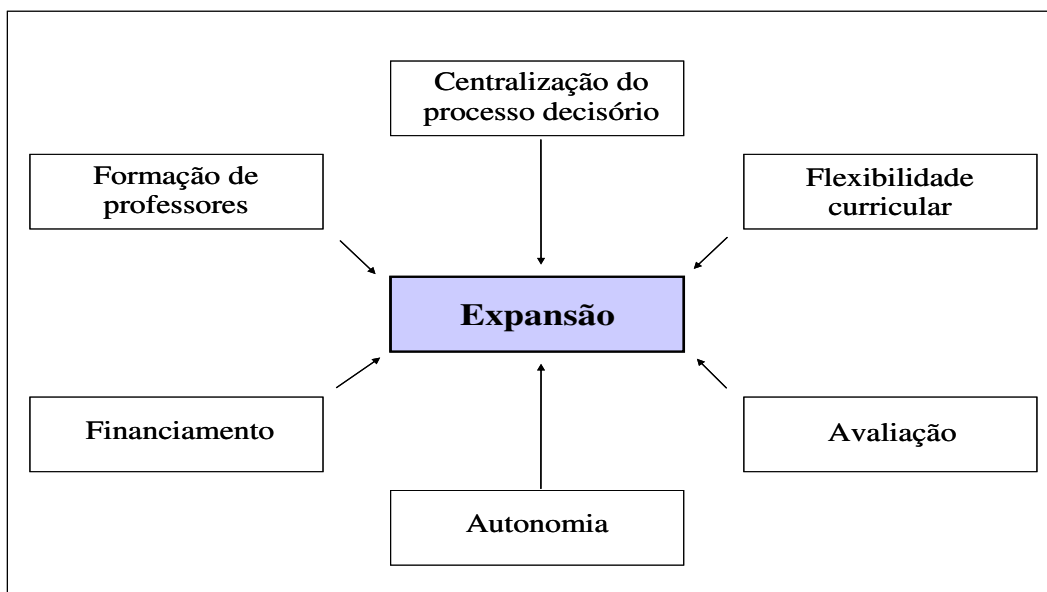 Centralização do
processo decisório
Formação de
professores
Flexibilidade
curricular
Expansão
Financiamento
Avaliação
Autonomia